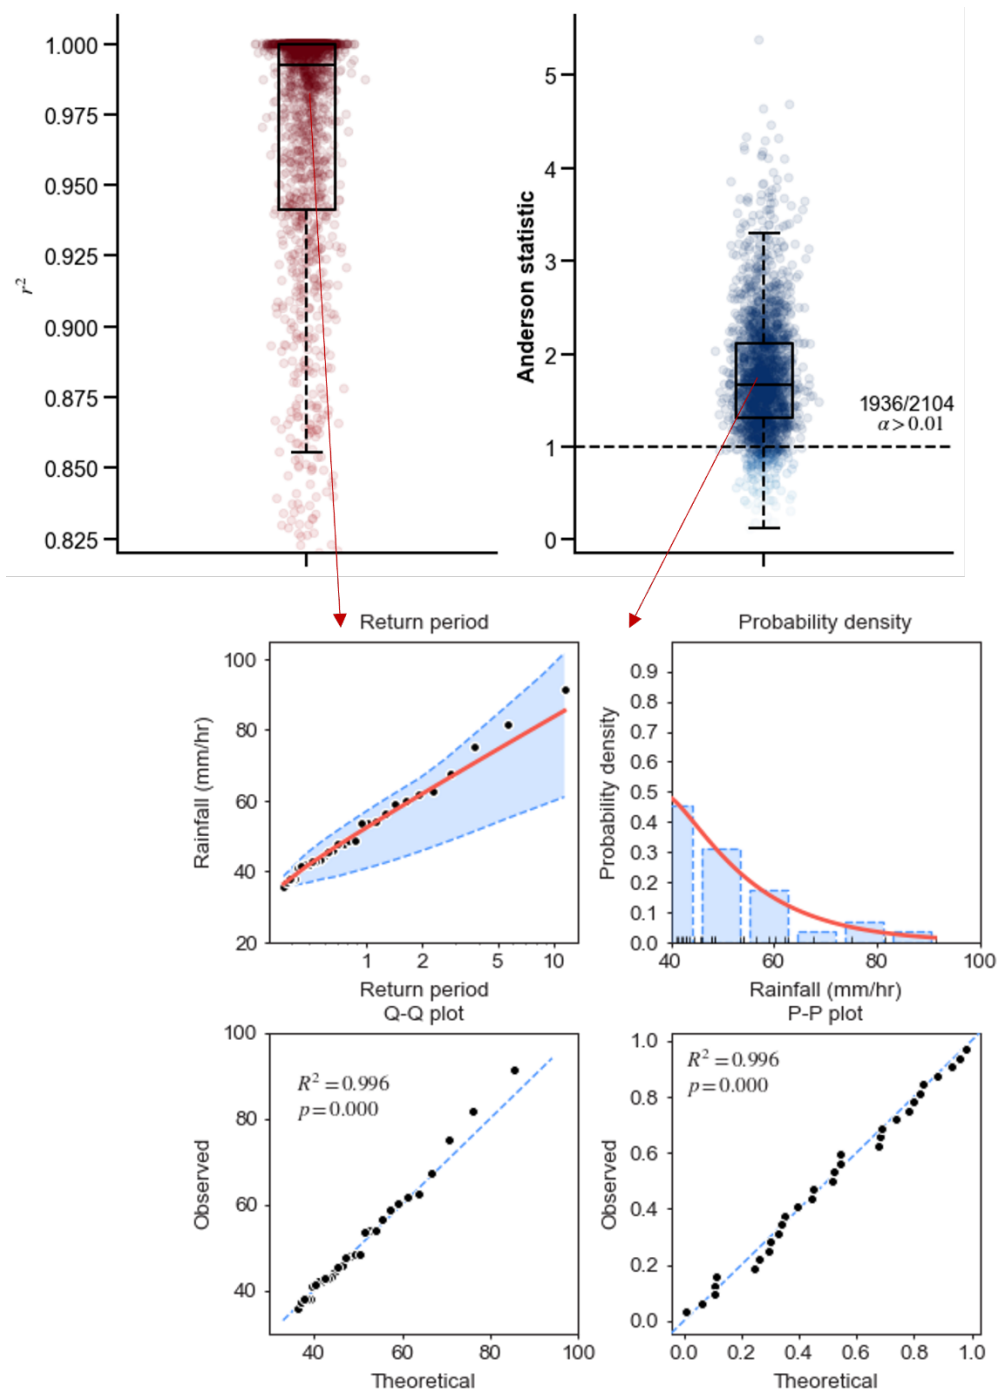 1.000
0.975
0.950
0.925
0.900
0.875
0.850
0.825
r²
5
4
3
2
1
0
Anderson statistic
1936/2104
α > 0.01
Return period
100
80
60
40
20
Rainfall (mm/hr)
1 2 5 10
Return period
Probability density
0.9
0.8
0.7
0.6
0.5
0.4
0.3
0.2
0.1
0.0
Probability density
40 60 80 100
Rainfall (mm/hr)
Q-Q plot
100
80
60
40
Observed
R² = 0.996
p = 0.000
40 60 80 100
Theoretical
P-P plot
1.0
0.8
0.6
0.4
0.2
0.0
Observed
R² = 0.996
p = 0.000
0.0 0.2 0.4 0.6 0.8 1.0
Theoretical